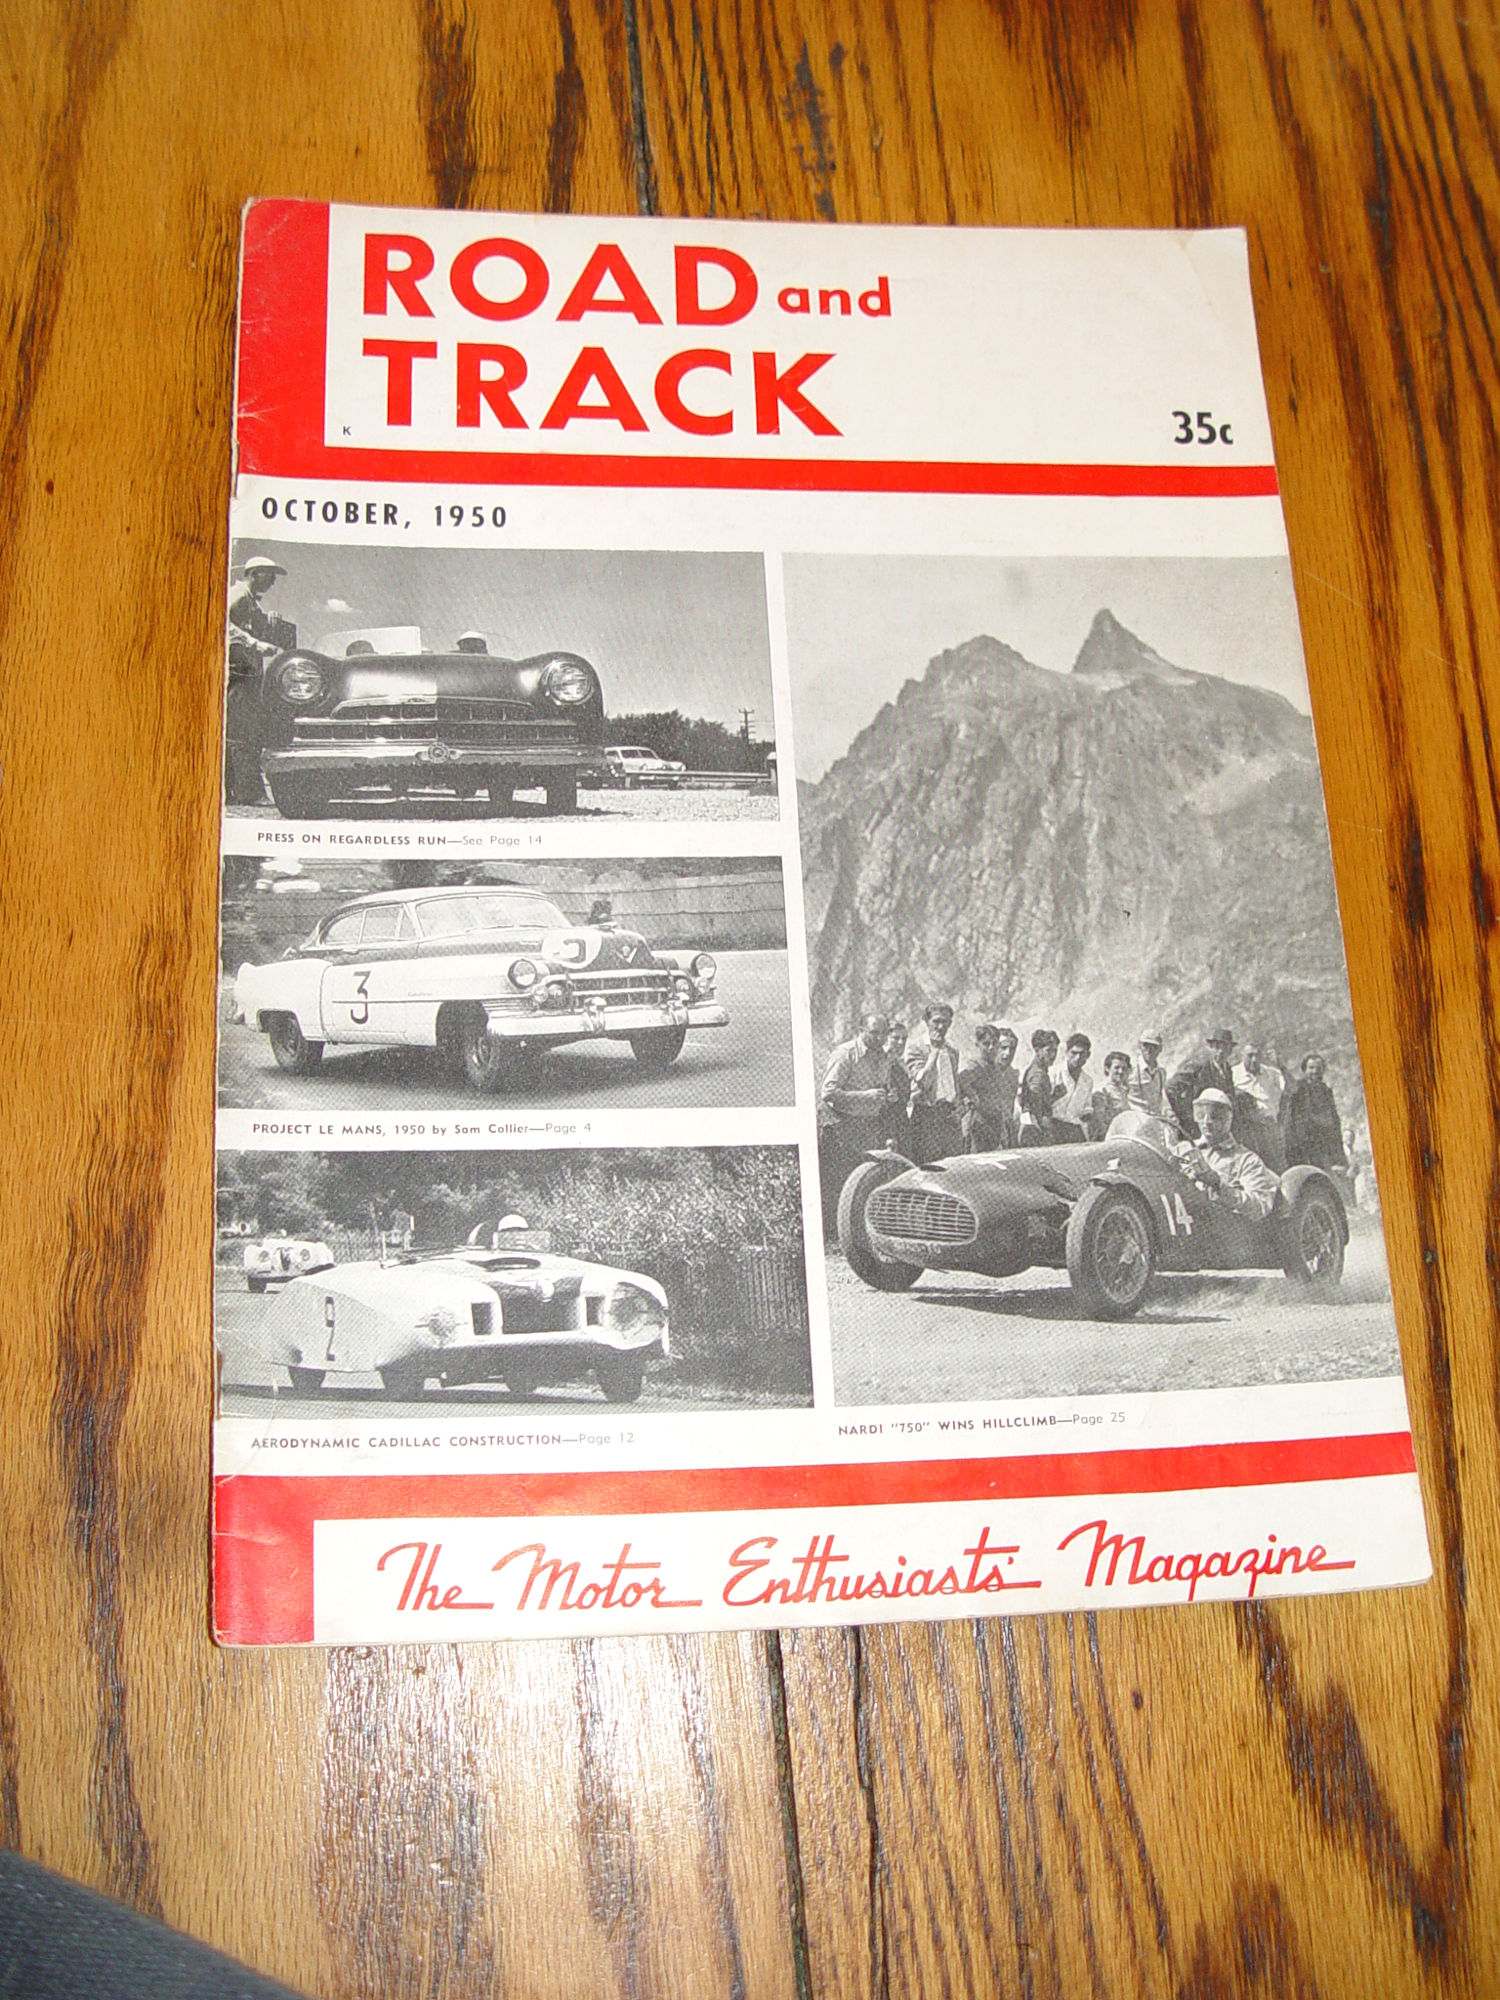 ROAD and
TRACK
K
35c
OCTOBER, 1950
PRESS ON REGARDLESS RUN—See Page 14
3
PROJECT LE MANS, 1950 by Sam Collier—Page 4
2
AERODYNAMIC CADILLAC CONSTRUCTION—Page 12
14
NARDI "750" WINS HILLCLIMB—Page 25
The Motor Enthusiasts' Magazine